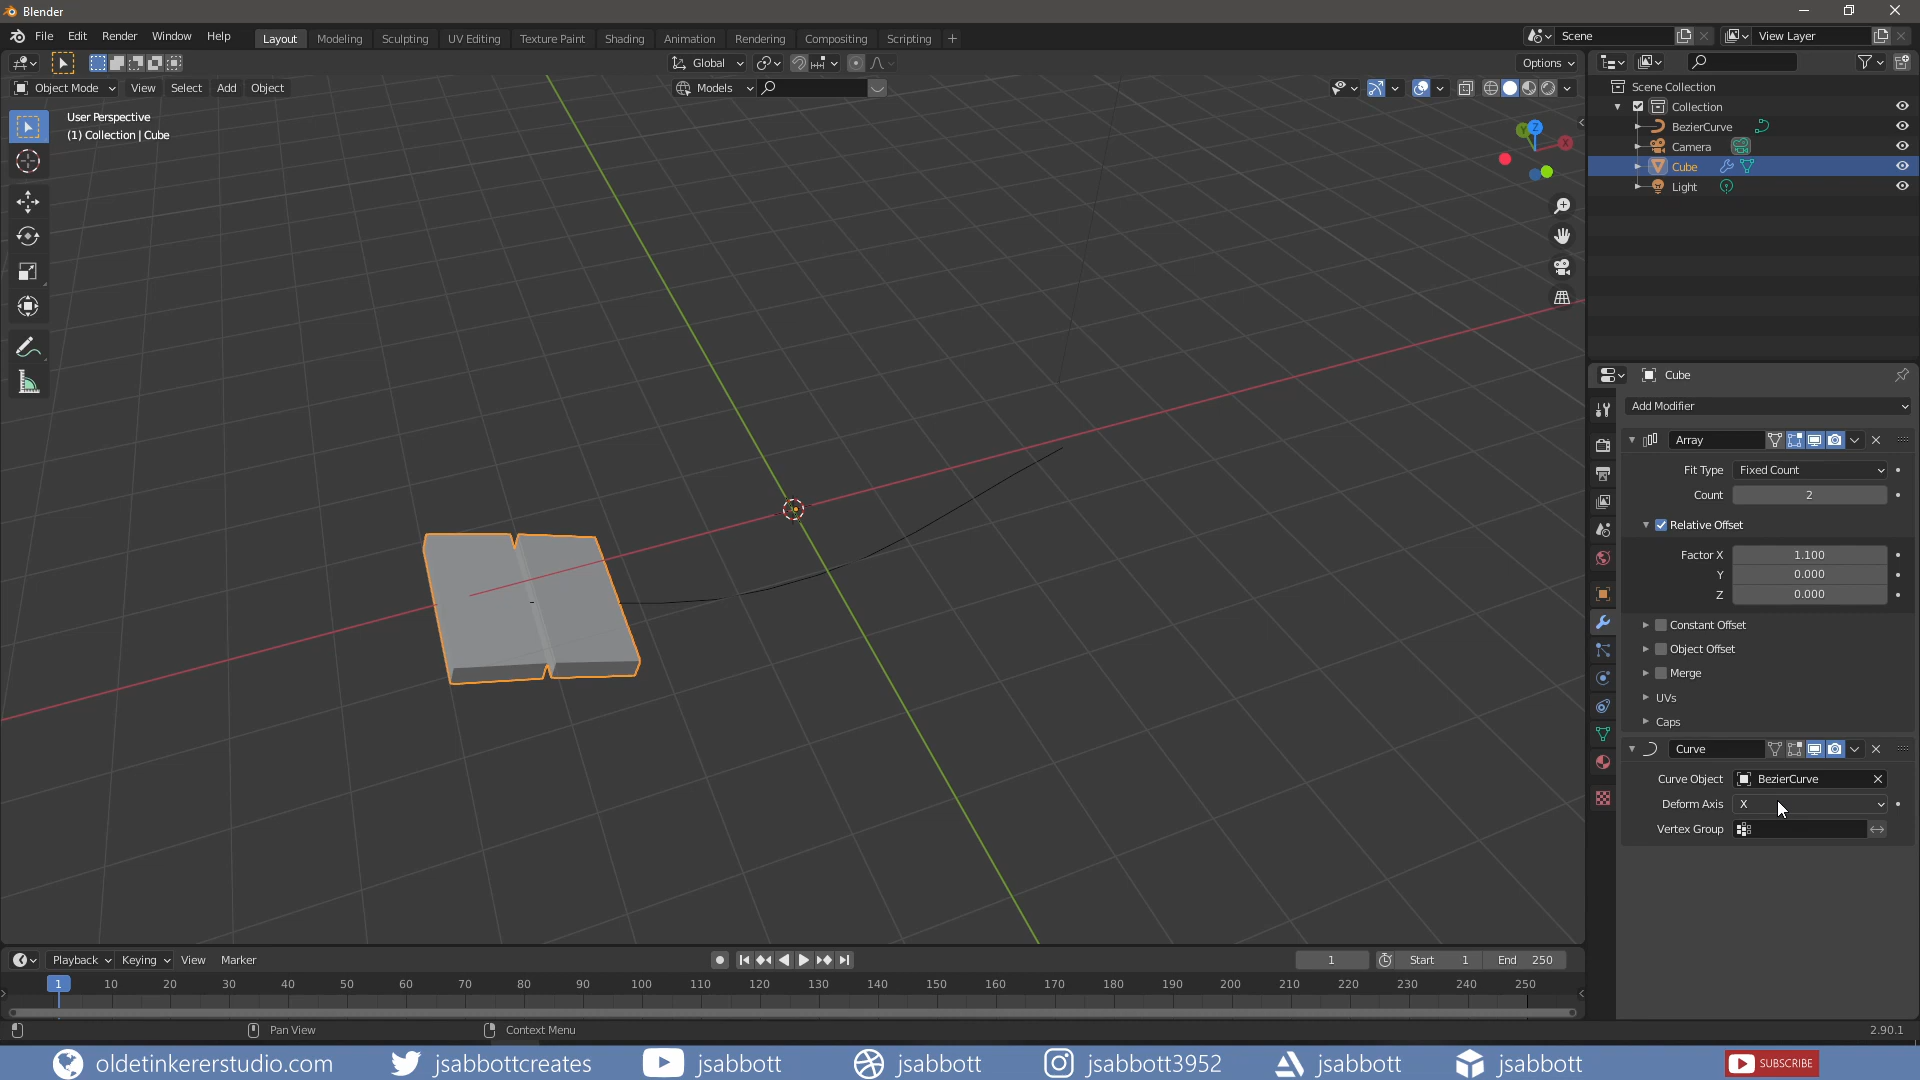 Blender
File Edit Render Window Help
Layout Modeling Sculpting UV Editing Texture Paint Shading Animation Rendering Compositing Scripting +
Scene
View Layer
Global
Options
Object Mode View Select Add Object
Models
User Perspective
(1) Collection | Cube
Z
Y
X
Scene Collection
Collection
BezierCurve
Camera
Cube
Light
Cube
Add Modifier
Array
Fit Type Fixed Count
Count 2
Relative Offset
Factor X 1.100
Y 0.000
Z 0.000
Constant Offset
Object Offset
Merge
UVs
Caps
Curve
Curve Object BezierCurve
Deform Axis X
Vertex Group
Playback Keying View Marker
1
Start 1
End 250
1 10 20 30 40 50 60 70 80 90 100 110 120 130 140 150 160 170 180 190 200 210 220 230 240 250
Pan View
Context Menu
2.90.1
oldetinkererstudio.com jsabbottcreates jsabbott jsabbott jsabbott3952 jsabbott jsabbott SUBSCRIBE